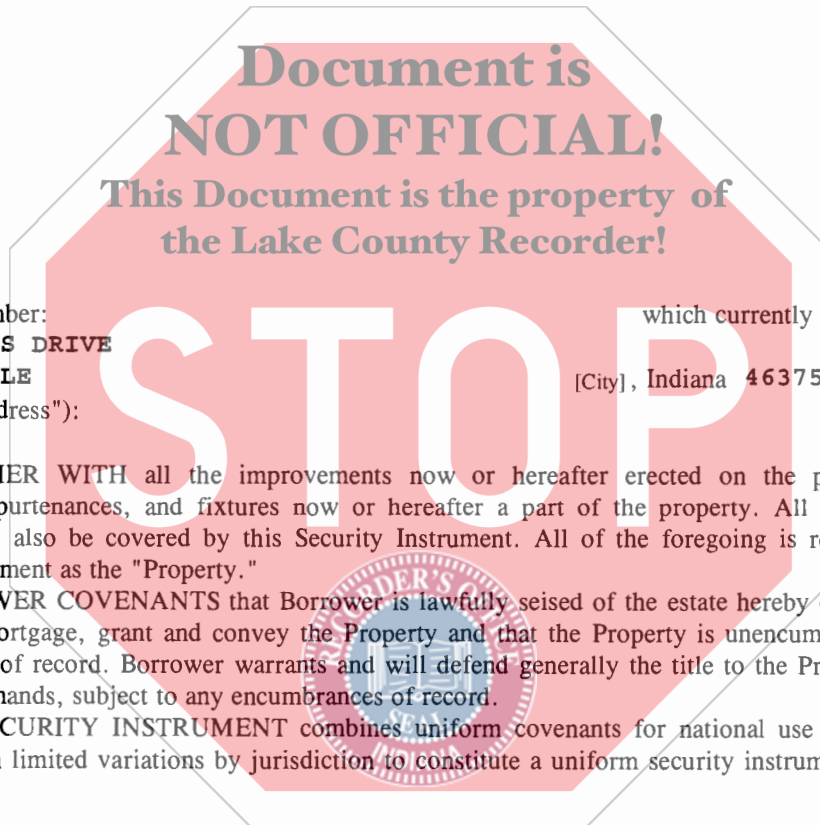 Document is
NOT OFFICIAL!
This Document is the property of
the Lake County Recorder!
STOP
nber: which currently
S DRIVE
LE [City], Indiana 46375
dress"):
IER WITH all the improvements now or hereafter erected on the p
purtenances, and fixtures now or hereafter a part of the property. All
also be covered by this Security Instrument. All of the foregoing is r
ment as the "Property."
VER COVENANTS that Borrower is lawfully seised of the estate hereby
ortgage, grant and convey the Property and that the Property is unencum
of record. Borrower warrants and will defend generally the title to the Pr
nands, subject to any encumbrances of record.
CURITY INSTRUMENT combines uniform covenants for national use
limited variations by jurisdiction to constitute a uniform security instrum
RECORDER'S OFFICE
SEAL
INDIANA